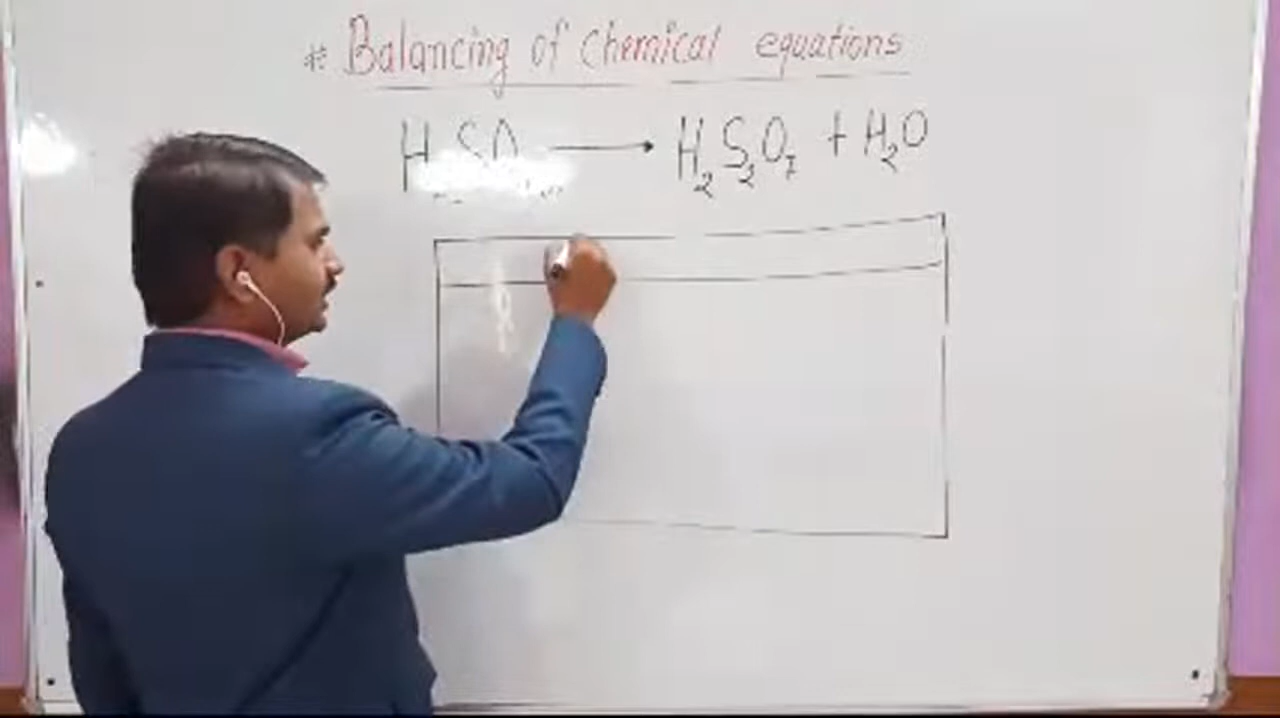 * Balancing of chemical equations
H SO → H₂S₂O₇ + H₂O